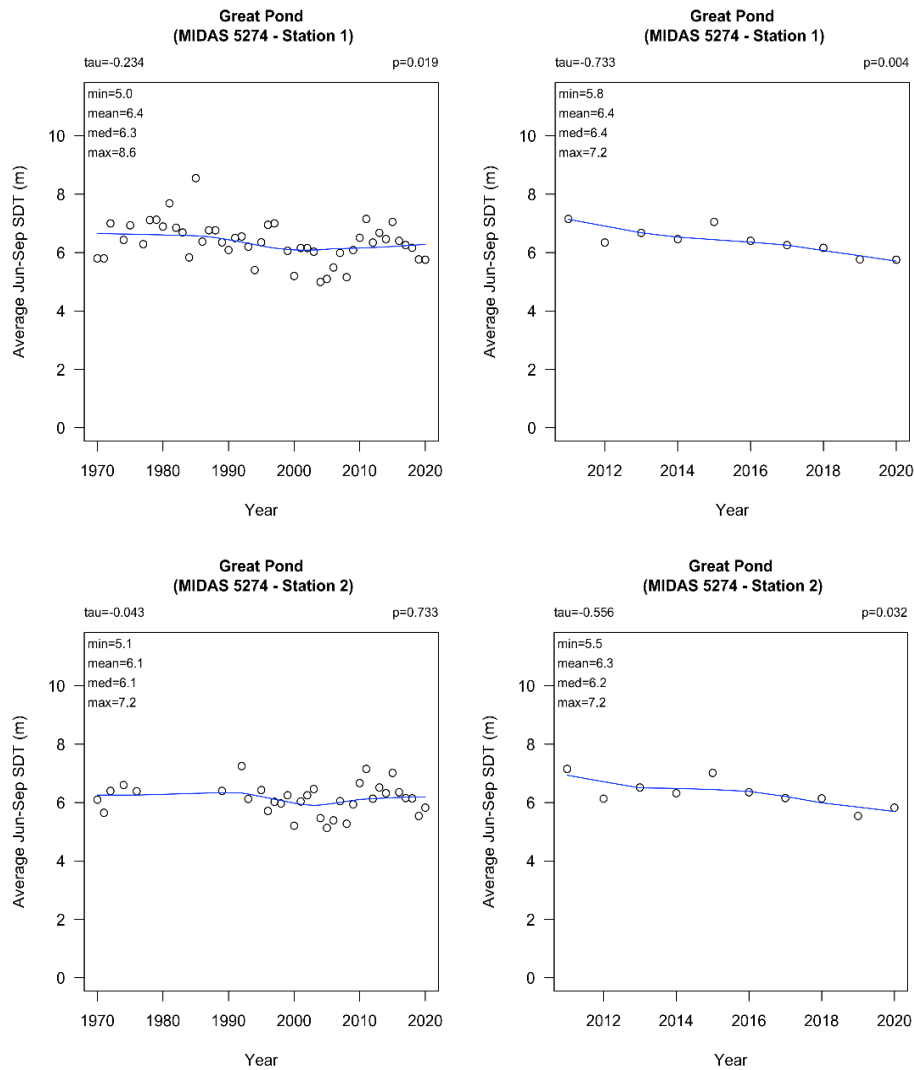 Great Pond
(MIDAS 5274 - Station 1)
tau=-0.234
p=0.019
min=5.0
mean=6.4
med=6.3
max=8.6
10
8
6
4
2
0
Average Jun-Sep SDT (m)
1970
1980
1990
2000
2010
2020
Year
Great Pond
(MIDAS 5274 - Station 1)
tau=-0.733
p=0.004
min=5.8
mean=6.4
med=6.4
max=7.2
10
8
6
4
2
0
Average Jun-Sep SDT (m)
2012
2014
2016
2018
2020
Year
Great Pond
(MIDAS 5274 - Station 2)
tau=-0.043
p=0.733
min=5.1
mean=6.1
med=6.1
max=7.2
10
8
6
4
2
0
Average Jun-Sep SDT (m)
1970
1980
1990
2000
2010
2020
Year
Great Pond
(MIDAS 5274 - Station 2)
tau=-0.556
p=0.032
min=5.5
mean=6.3
med=6.2
max=7.2
10
8
6
4
2
0
Average Jun-Sep SDT (m)
2012
2014
2016
2018
2020
Year